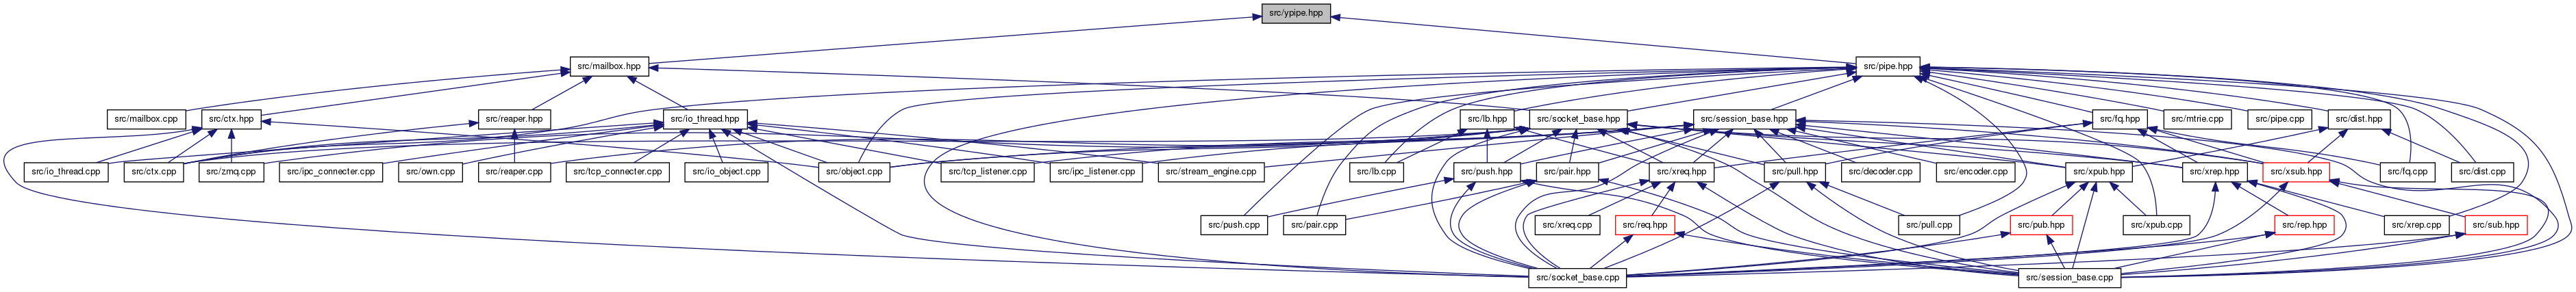 src/ypipe.hpp
src/mailbox.hpp
src/pipe.hpp
src/mailbox.cpp
src/ctx.hpp
src/reaper.hpp
src/io_thread.hpp
src/lb.hpp
src/socket_base.hpp
src/session_base.hpp
src/fq.hpp
src/mtrie.cpp
src/pipe.cpp
src/dist.hpp
src/io_thread.cpp
src/ctx.cpp
src/zmq.cpp
src/ipc_connecter.cpp
src/own.cpp
src/reaper.cpp
src/tcp_connecter.cpp
src/io_object.cpp
src/object.cpp
src/tcp_listener.cpp
src/ipc_listener.cpp
src/stream_engine.cpp
src/lb.cpp
src/push.hpp
src/pair.hpp
src/xreq.hpp
src/pull.hpp
src/decoder.cpp
src/encoder.cpp
src/xpub.hpp
src/xrep.hpp
src/xsub.hpp
src/fq.cpp
src/dist.cpp
src/push.cpp
src/pair.cpp
src/xreq.cpp
src/req.hpp
src/pull.cpp
src/pub.hpp
src/xpub.cpp
src/rep.hpp
src/xrep.cpp
src/sub.hpp
src/socket_base.cpp
src/session_base.cpp